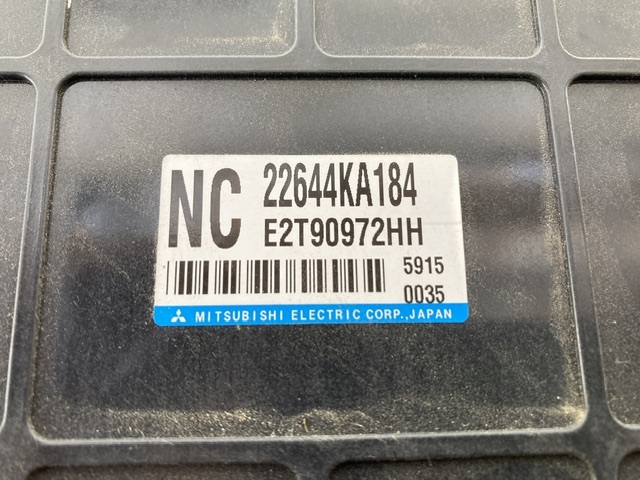 NC 22644KA184
E2T90972HH
5915
0035
MITSUBISHI ELECTRIC CORP.,JAPAN